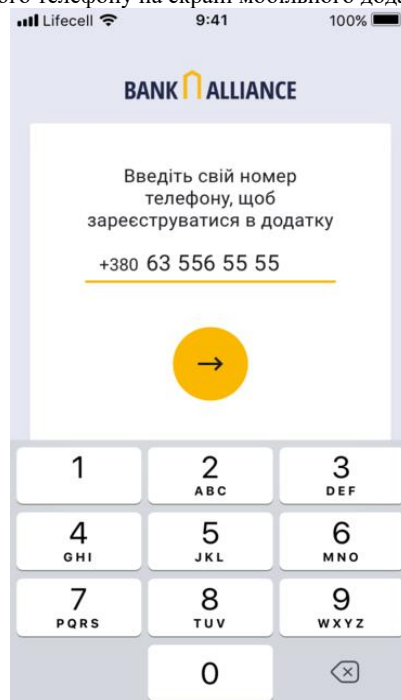 ого телефону на екрані мобільного дода
Lifecell 9:41 100%
BANK ALLIANCE
Введіть свій номер
телефону, щоб
зареєструватися в додатку
+380 63 556 55 55
→
1 2 3
ABC DEF
4 5 6
GHI JKL MNO
7 8 9
PQRS TUV WXYZ
0